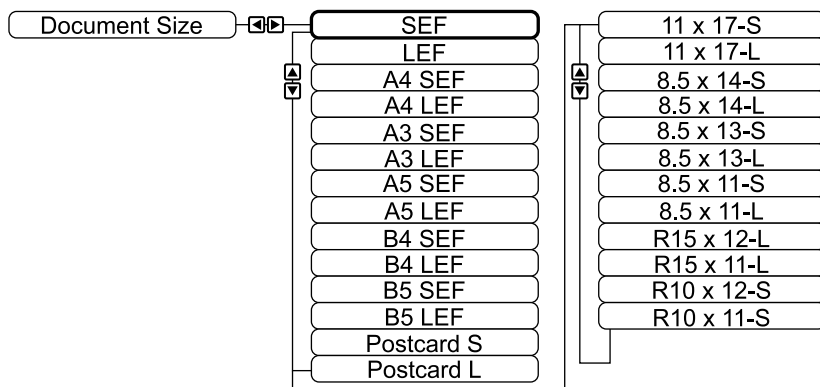 Document Size
SEF
LEF
A4 SEF
A4 LEF
A3 SEF
A3 LEF
A5 SEF
A5 LEF
B4 SEF
B4 LEF
B5 SEF
B5 LEF
Postcard S
Postcard L
11 x 17-S
11 x 17-L
8.5 x 14-S
8.5 x 14-L
8.5 x 13-S
8.5 x 13-L
8.5 x 11-S
8.5 x 11-L
R15 x 12-L
R15 x 11-L
R10 x 12-S
R10 x 11-S